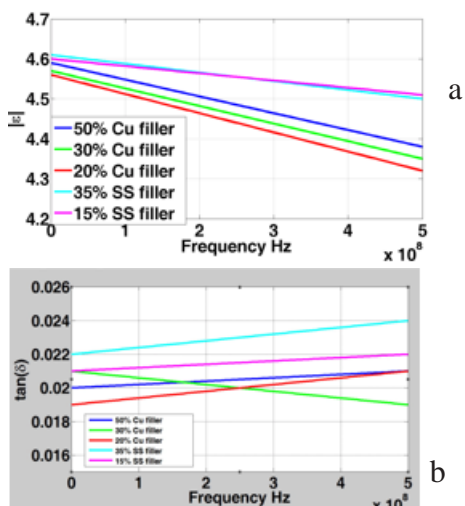 4.7
4.6
4.5
4.4
4.3
4.2
|ε|
50% Cu filler
30% Cu filler
20% Cu filler
35% SS filler
15% SS filler
0 1 2 3 4 5
Frequency Hz
x 10⁸
a
0.026
0.024
0.022
0.02
0.018
0.016
tan(δ)
50% Cu filler
30% Cu filler
20% Cu filler
35% SS filler
15% SS filler
0 1 2 3 4 5
Frequency Hz
x 10⁸
b